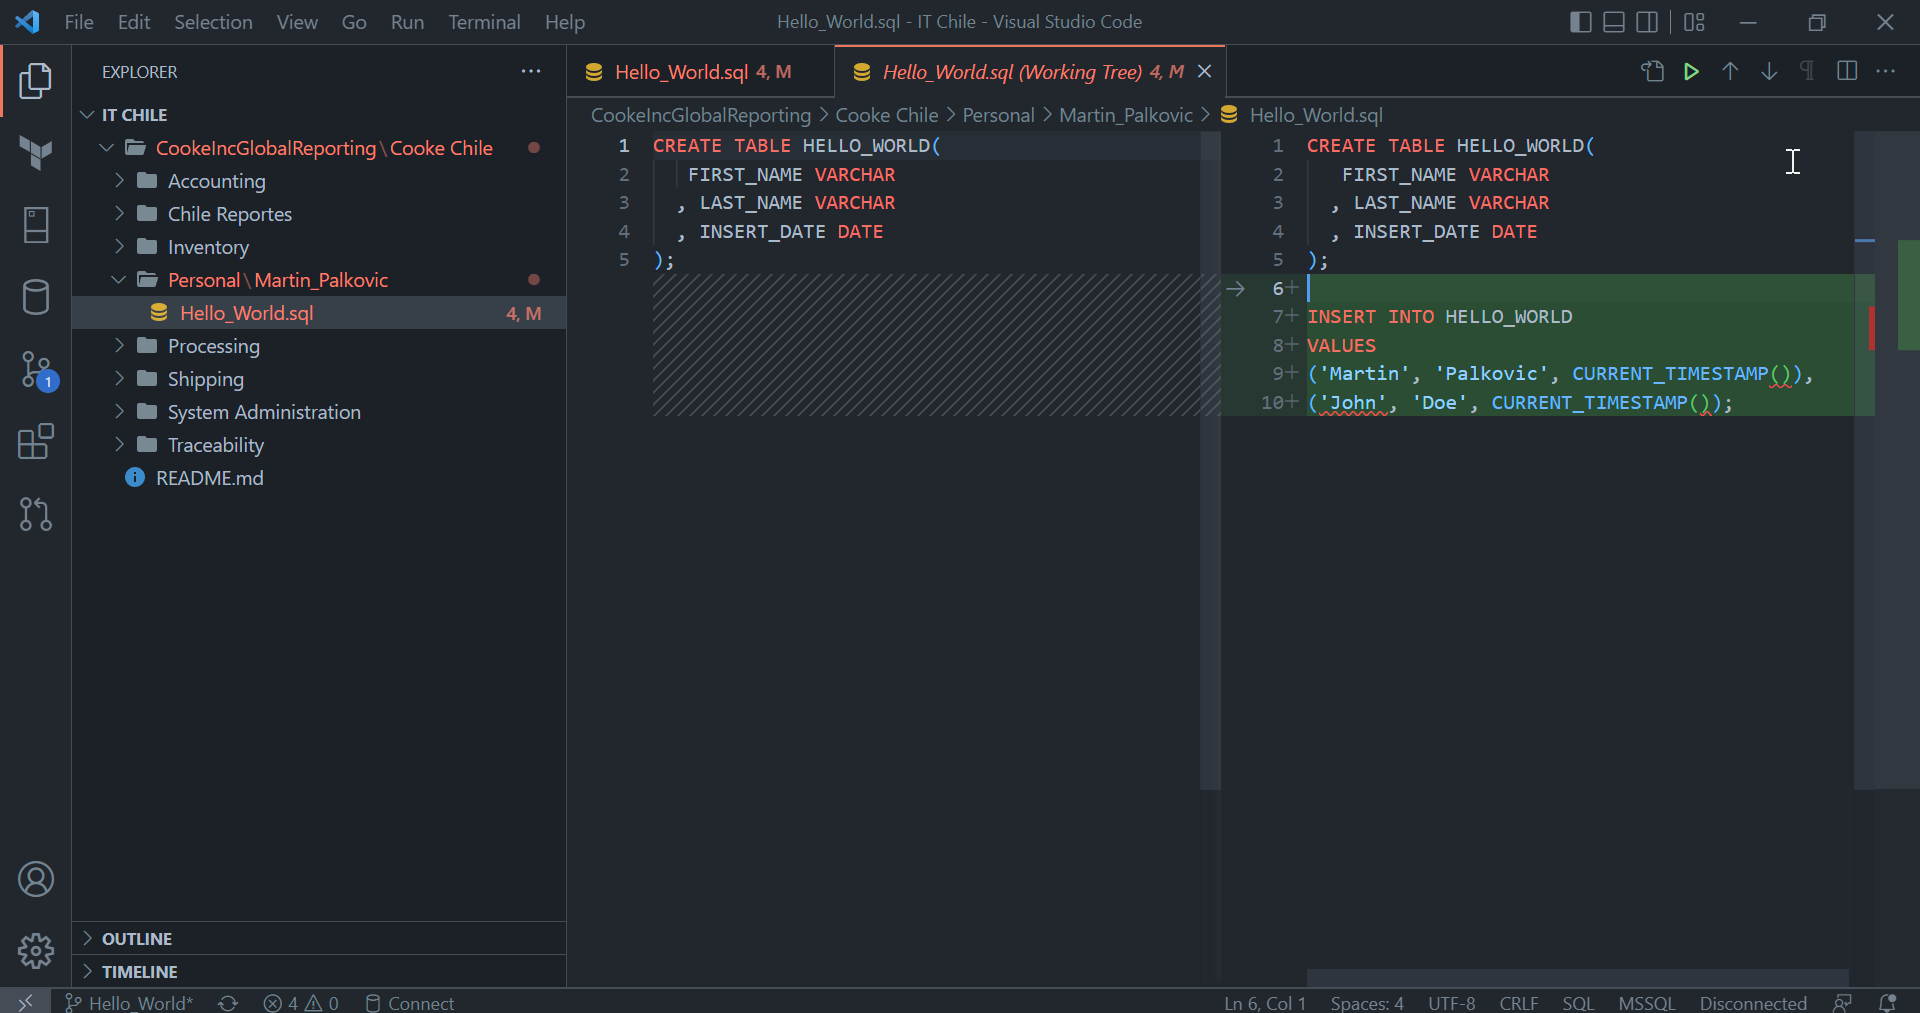 File Edit Selection View Go Run Terminal Help
Hello_World.sql - IT Chile - Visual Studio Code
EXPLORER
IT CHILE
CookeIncGlobalReporting\Cooke Chile
Accounting
Chile Reportes
Inventory
Personal\Martin_Palkovic
Hello_World.sql 4, M
Processing
Shipping
System Administration
Traceability
README.md
OUTLINE
TIMELINE
1
Hello_World.sql 4, M
Hello_World.sql (Working Tree) 4, M
CookeIncGlobalReporting > Cooke Chile > Personal > Martin_Palkovic > Hello_World.sql
1 CREATE TABLE HELLO_WORLD(
2 FIRST_NAME VARCHAR
3 , LAST_NAME VARCHAR
4 , INSERT_DATE DATE
5 );
1 CREATE TABLE HELLO_WORLD(
2 FIRST_NAME VARCHAR
3 , LAST_NAME VARCHAR
4 , INSERT_DATE DATE
5 );
6+
7+ INSERT INTO HELLO_WORLD
8+ VALUES
9+ ('Martin', 'Palkovic', CURRENT_TIMESTAMP()),
10+ ('John', 'Doe', CURRENT_TIMESTAMP());
Hello_World* 4 0 Connect
Ln 6, Col 1 Spaces: 4 UTF-8 CRLF SQL MSSQL Disconnected